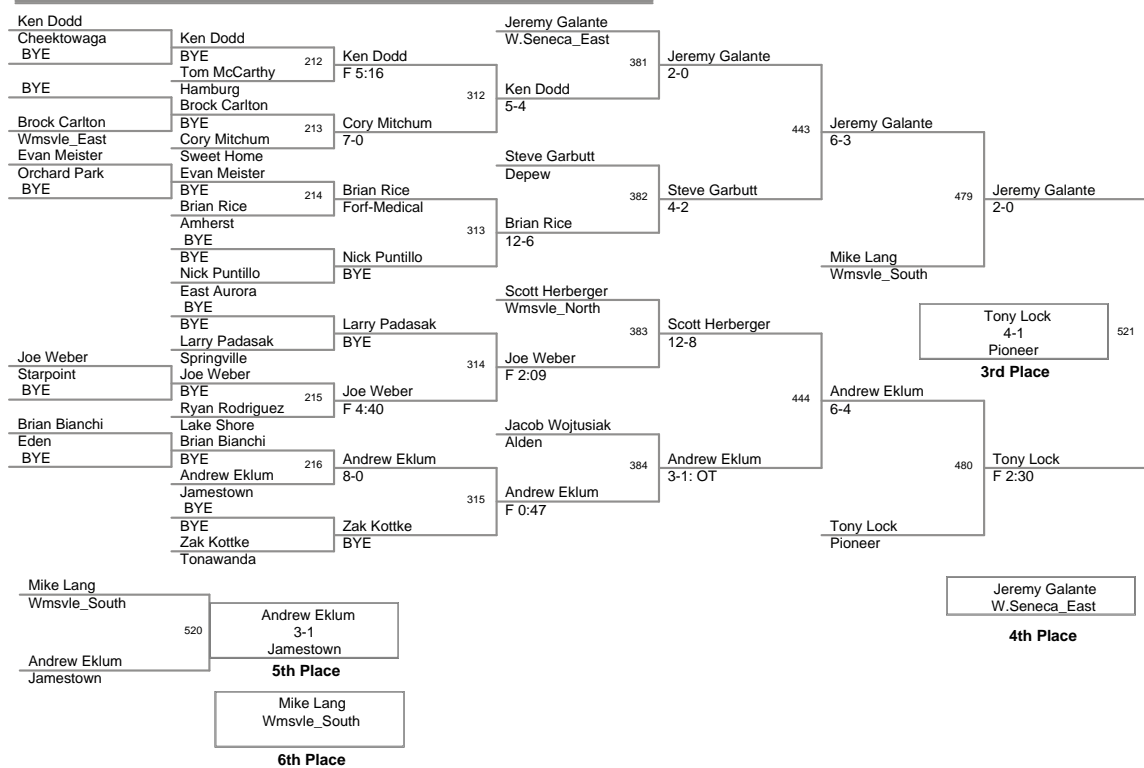 Ken Dodd
Cheektowaga
BYE
BYE
Brock Carlton
Wmsvle_East
Evan Meister
Orchard Park
BYE
Joe Weber
Starpoint
BYE
Brian Bianchi
Eden
BYE
Ken Dodd
BYE
212
Tom McCarthy
Hamburg
Brock Carlton
BYE
213
Cory Mitchum
Sweet Home
Evan Meister
BYE
214
Brian Rice
Amherst
BYE
BYE
Nick Puntillo
East Aurora
BYE
BYE
Larry Padasak
Springville
Joe Weber
BYE
215
Ryan Rodriguez
Lake Shore
Brian Bianchi
BYE
216
Andrew Eklum
Jamestown
BYE
BYE
Zak Kottke
Tonawanda
Ken Dodd
F 5:16
312
Cory Mitchum
7-0
Brian Rice
Forf-Medical
313
Nick Puntillo
BYE
Larry Padasak
BYE
314
Joe Weber
F 4:40
Andrew Eklum
8-0
315
Zak Kottke
BYE
Jeremy Galante
W.Seneca_East
381
Ken Dodd
5-4
Steve Garbutt
Depew
382
Brian Rice
12-6
Scott Herberger
Wmsvle_North
383
Joe Weber
F 2:09
Jacob Wojtusiak
Alden
384
Andrew Eklum
F 0:47
Jeremy Galante
2-0
443
Steve Garbutt
4-2
Scott Herberger
12-8
444
Andrew Eklum
3-1: OT
Jeremy Galante
6-3
479
Mike Lang
Wmsvle_South
Andrew Eklum
6-4
480
Tony Lock
Pioneer
Jeremy Galante
2-0
Tony Lock
4-1
Pioneer
521
3rd Place
Tony Lock
F 2:30
Jeremy Galante
W.Seneca_East
4th Place
Mike Lang
Wmsvle_South
520
Andrew Eklum
Jamestown
Andrew Eklum
3-1
Jamestown
5th Place
Mike Lang
Wmsvle_South
6th Place